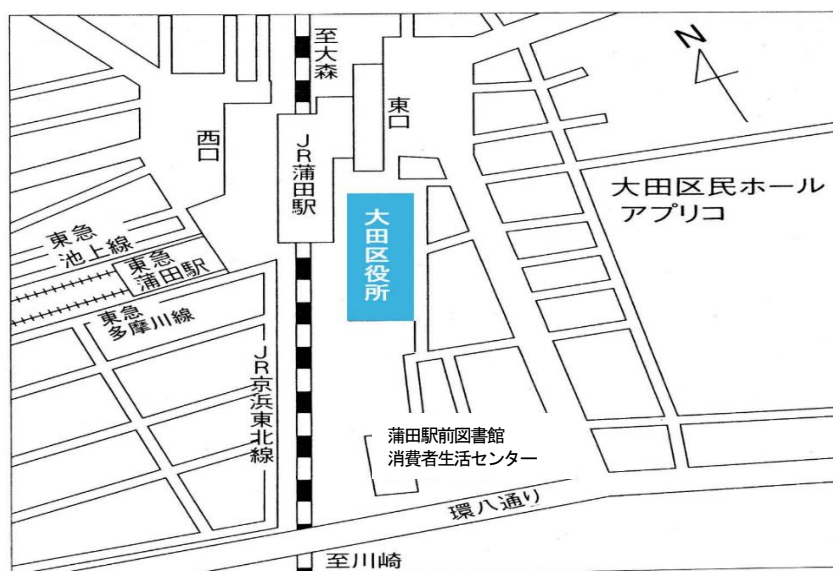 至大森
N
東口
西口
JR蒲田駅
大田区民ホール
アプリコ
大田区役所
東急
池上線
東急
蒲田駅
東急
多摩川線
JR京浜東北線
蒲田駅前図書館
消費者生活センター
環八通り
至川崎